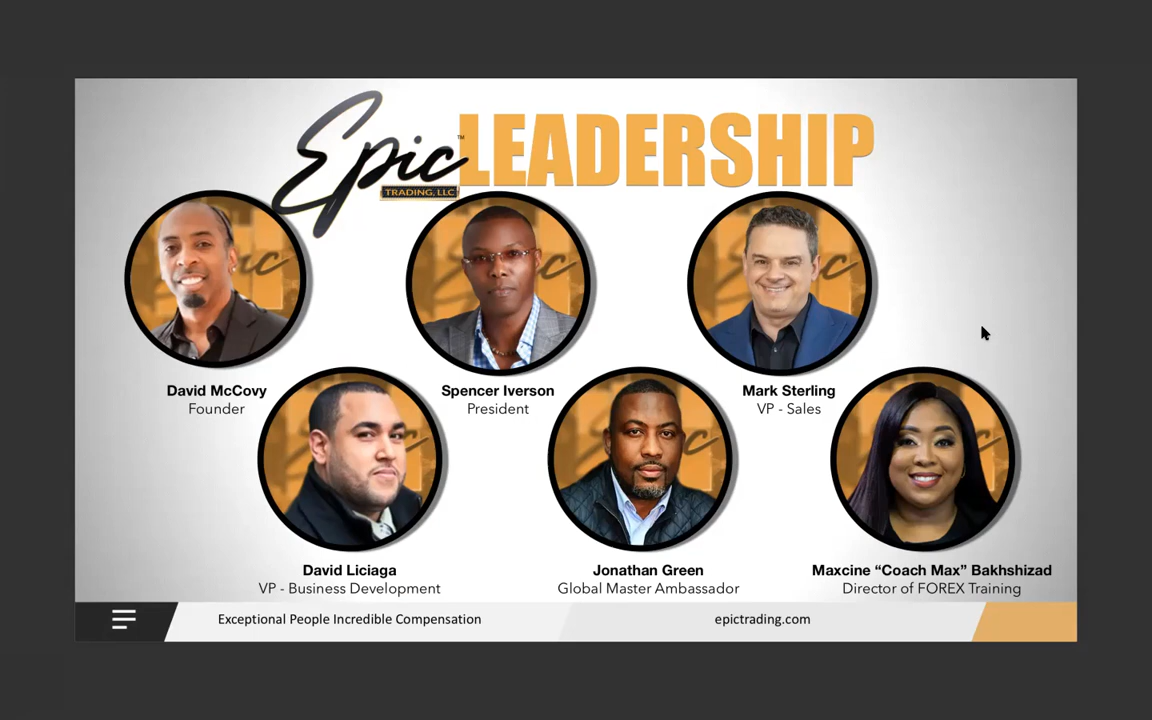 Epic LEADERSHIP
TM
TRADING, LLC
David McCovy
Founder
Spencer Iverson
President
Mark Sterling
VP - Sales
David Liciaga
VP - Business Development
Jonathan Green
Global Master Ambassador
Maxcine “Coach Max” Bakhshizad
Director of FOREX Training
Exceptional People Incredible Compensation
epictrading.com